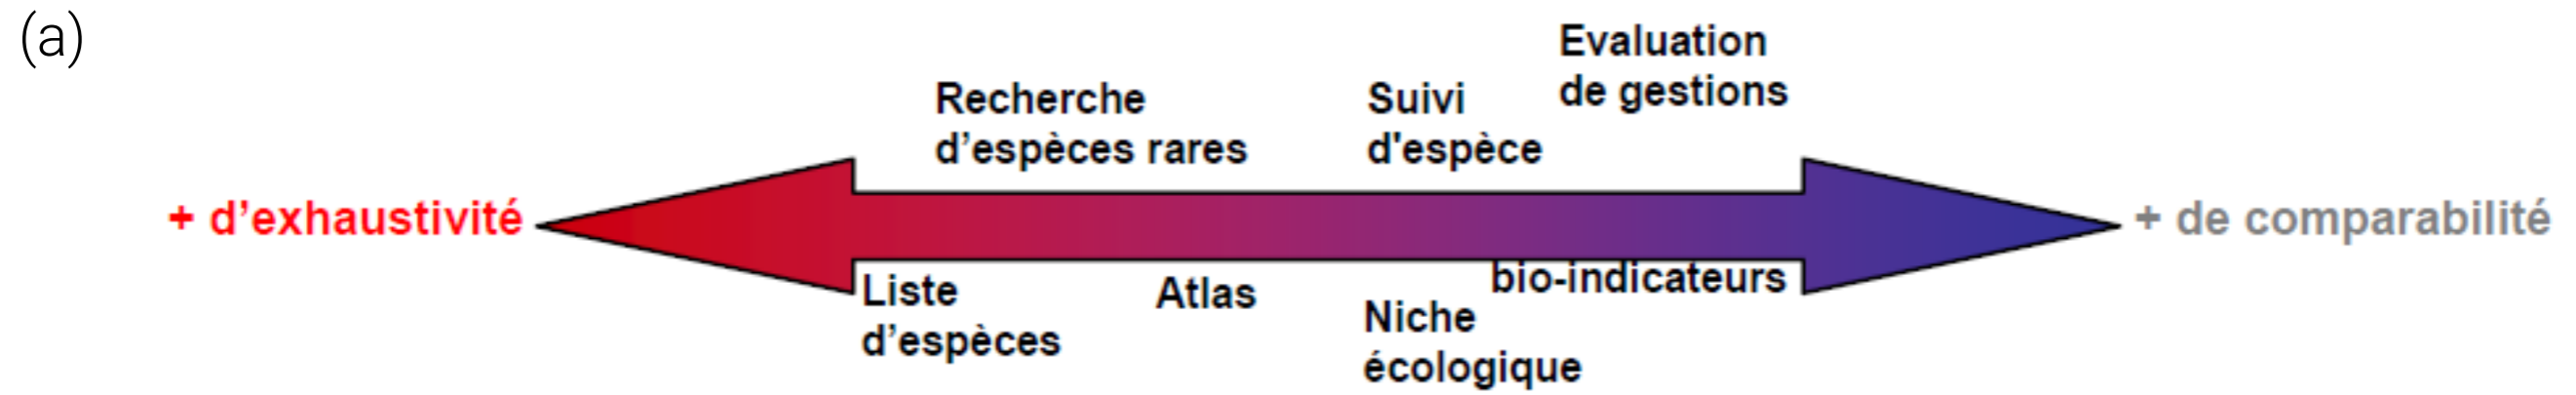 (a)
Evaluation
de gestions
Recherche
d’espèces rares
Suivi
d'espèce
+ d’exhaustivité
+ de comparabilité
Liste
d’espèces
Atlas
bio-indicateurs
Niche
écologique